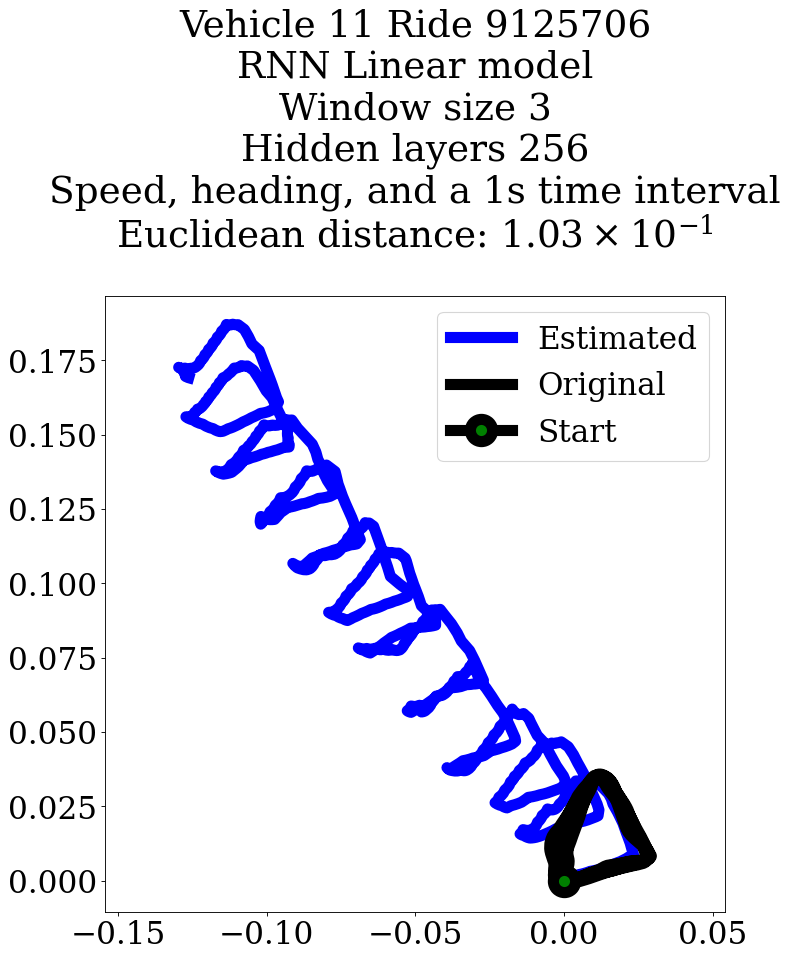 Vehicle 11 Ride 9125706
RNN Linear model
Window size 3
Hidden layers 256
Speed, heading, and a 1s time interval
Euclidean distance: 1.03 × 10⁻¹
Estimated
Original
Start
0.175
0.150
0.125
0.100
0.075
0.050
0.025
0.000
−0.15 −0.10 −0.05 0.00 0.05